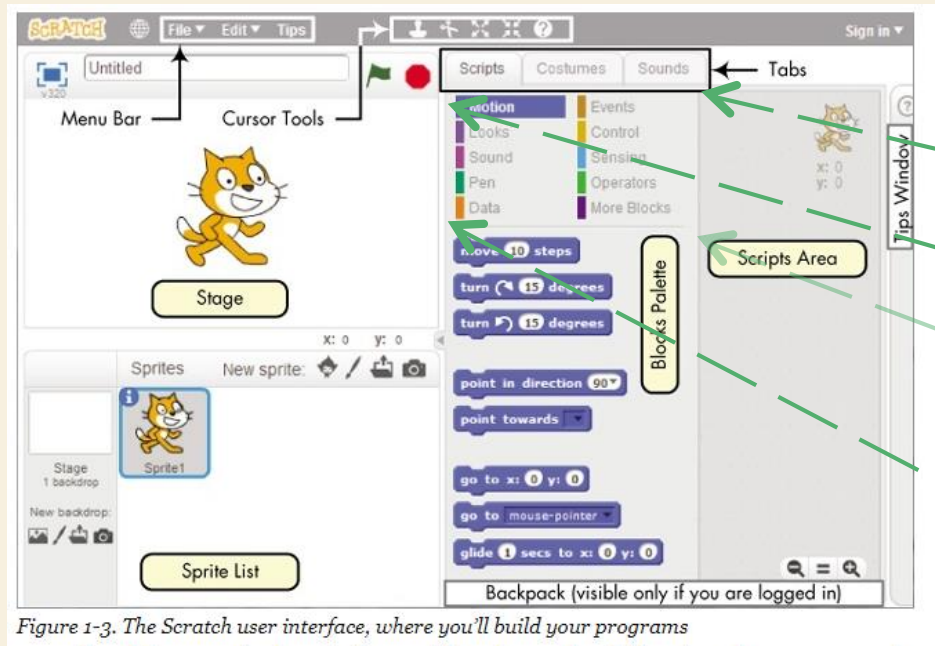 SCRATCH File Edit Tips Sign in
Untitled
v320
Scripts Costumes Sounds
Tabs
Menu Bar
Cursor Tools
Motion Events
Looks Control
Sound Sensing
Pen Operators
Data More Blocks
x: 0
y: 0
Tips Window
Stage
move 10 steps
turn 15 degrees
turn 15 degrees
Blocks Palette
Scripts Area
x: 0 y: 0
Sprites New sprite:
Sprite1
Stage
1 backdrop
New backdrop:
Sprite List
point in direction 90
point towards
go to x: 0 y: 0
go to mouse-pointer
glide 1 secs to x: 0 y: 0
Backpack (visible only if you are logged in)
Figure 1-3. The Scratch user interface, where you'll build your programs